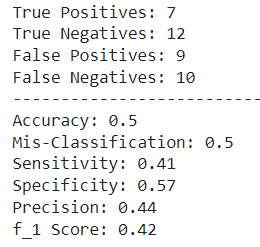 True Positives: 7
True Negatives: 12
False Positives: 9
False Negatives: 10
--------------------------
Accuracy: 0.5
Mis-Classification: 0.5
Sensitivity: 0.41
Specificity: 0.57
Precision: 0.44
f_1 Score: 0.42